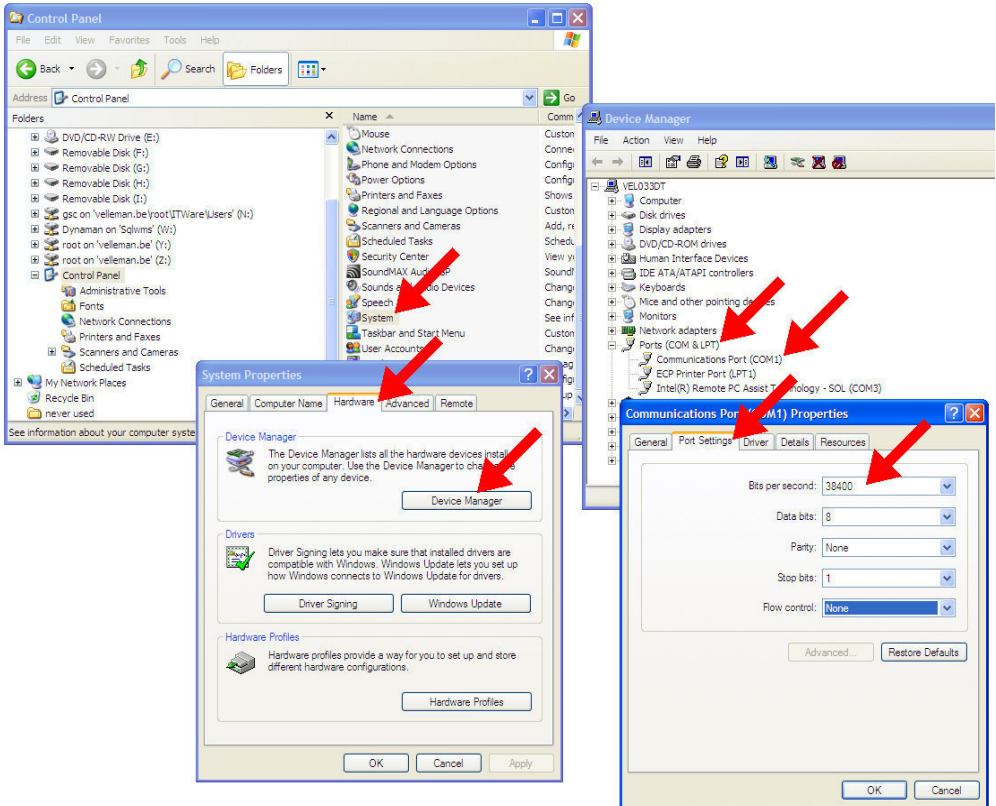 Control Panel
File Edit View Favorites Tools Help
Back Search Folders
Address Control Panel Go
Folders
DVD/CD-RW Drive (E:)
Removable Disk (F:)
Removable Disk (G:)
Removable Disk (H:)
Removable Disk (I:)
gsc on 'velleman.be\root\ITWare\Users' (N:)
Dynaman on 'Sqlwms' (W:)
root on 'velleman.be' (Y:)
root on 'velleman.be' (Z:)
Control Panel
Administrative Tools
Fonts
Network Connections
Printers and Faxes
Scanners and Cameras
Scheduled Tasks
My Network Places
Recycle Bin
never used
See information about your computer syste
Name Comm
Mouse Custon
Network Connections Conne
Phone and Modem Options Config
Power Options Config
Printers and Faxes Shows
Regional and Language Options Custon
Scanners and Cameras Add, re
Scheduled Tasks Schedu
Security Center View y
SoundMAX Sound
Sounds Devices Chang
Speech Chang
System See inf
Taskbar and Start Menu Custon
User Accounts Chang
System Properties
General Computer Name Hardware Advanced Remote
Device Manager
The Device Manager lists all the hardware devices install
on your computer. Use the Device Manager to change the
properties of any device.
Device Manager
Drivers
Driver Signing lets you make sure that installed drivers are
compatible with Windows. Windows Update lets you set up
how Windows connects to Windows Update for drivers.
Driver Signing Windows Update
Hardware Profiles
Hardware profiles provide a way for you to set up and store
different hardware configurations.
Hardware Profiles
OK Cancel Apply
Device Manager
File Action View Help
VEL033DT
Computer
Disk drives
Display adapters
DVD/CD-ROM drives
Human Interface Devices
IDE ATA/ATAPI controllers
Keyboards
Mice and other pointing devices
Monitors
Network adapters
Ports (COM & LPT)
Communications Port (COM1)
ECP Printer Port (LPT1)
Intel(R) Remote PC Assist Technology - SOL (COM3)
Communications Port (COM1) Properties
General Port Settings Driver Details Resources
Bits per second: 38400
Data bits: 8
Parity: None
Stop bits: 1
Flow control: None
Advanced... Restore Defaults
OK Cancel